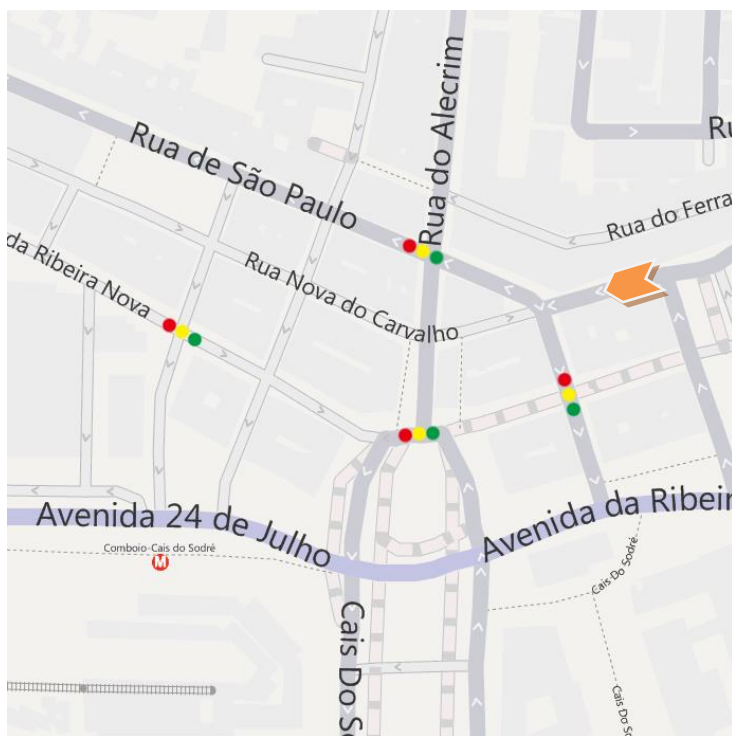 Rua do Alecrim
Ru
Rua de São Paulo
Rua do Ferra
da Ribeira Nova
Rua Nova do Carvalho
Avenida 24 de Julho
Avenida da Ribeir
Comboio-Cais do Sodré
M
Cais Do Sodré
Cais Do So
Cais Do Sod